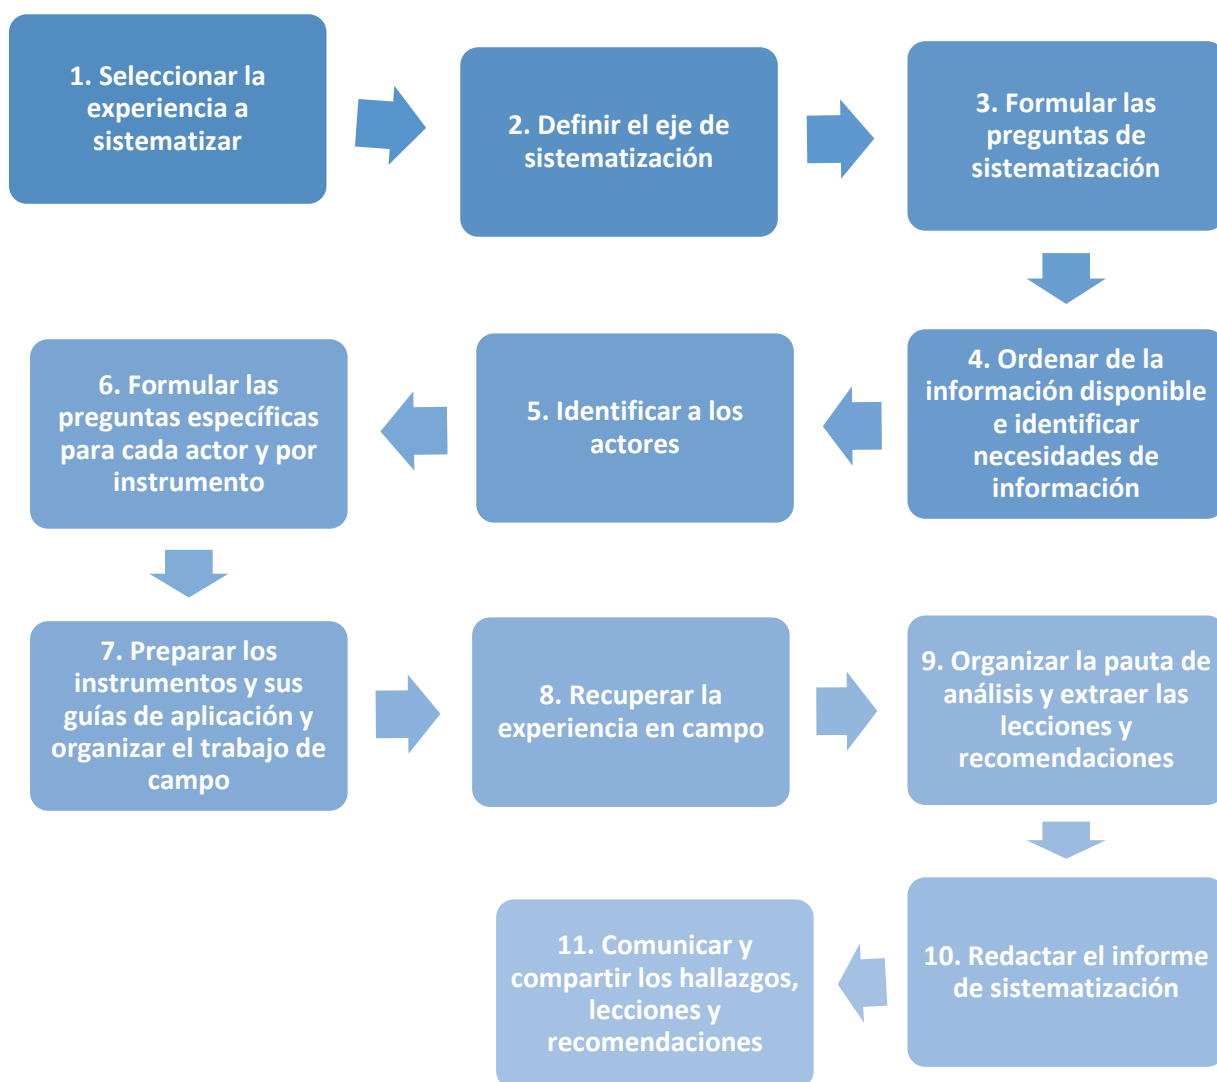 1. Seleccionar la
experiencia a
sistematizar
2. Definir el eje de
sistematización
3. Formular las
preguntas de
sistematización
4. Ordenar de la
información disponible
e identificar
necesidades de
información
5. Identificar a los
actores
6. Formular las
preguntas específicas
para cada actor y por
instrumento
7. Preparar los
instrumentos y sus
guías de aplicación y
organizar el trabajo de
campo
8. Recuperar la
experiencia en campo
9. Organizar la pauta de
análisis y extraer las
lecciones y
recomendaciones
10. Redactar el informe
de sistematización
11. Comunicar y
compartir los hallazgos,
lecciones y
recomendaciones